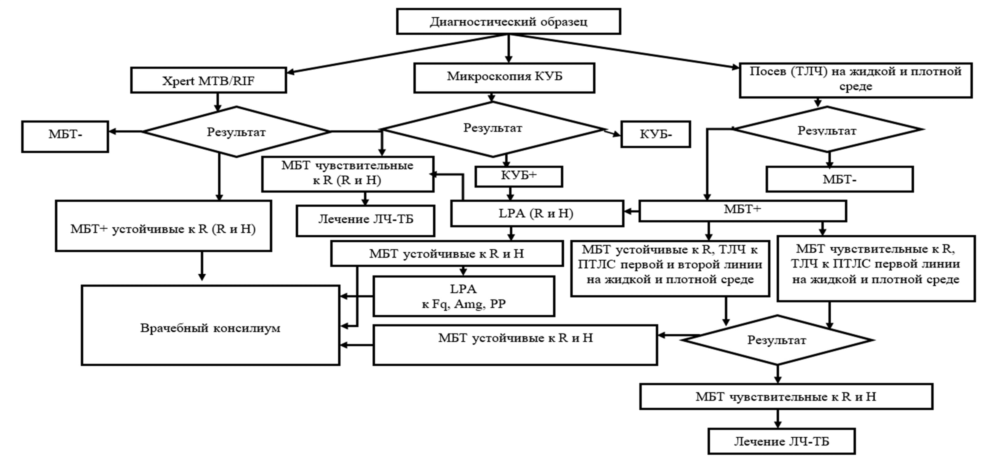 Диагностический образец
Xpert MTB/RIF
Микроскопия КУБ
Посев (ТЛЧ) на жидкой и плотной
среде
МБТ-
Результат
Результат
КУБ-
Результат
МБТ чувствительные
к R (R и H)
КУБ+
МБТ-
Лечение ЛЧ-ТБ
LPA (R и H)
МБТ+
МБТ+ устойчивые к R (R и H)
МБТ устойчивые к R и H
МБТ устойчивые к R, ТЛЧ к
ПТЛС первой и второй линии
на жидкой и плотной среде
МБТ чувствительные к R,
ТЛЧ к ПТЛС первой линии
на жидкой и плотной среде
LPA
к Fq, Amg, PP
Врачебный консилиум
МБТ устойчивые к R и H
Результат
МБТ чувствительные к R и H
Лечение ЛЧ-ТБ